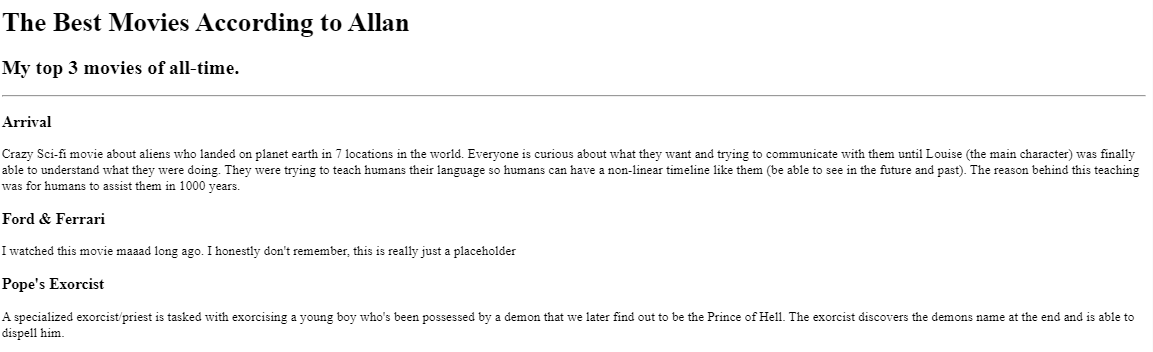 The Best Movies According to Allan
My top 3 movies of all-time.
Arrival
Crazy Sci-fi movie about aliens who landed on planet earth in 7 locations in the world. Everyone is curious about what they want and trying to communicate with them until Louise (the main character) was finally
able to understand what they were doing. They were trying to teach humans their language so humans can have a non-linear timeline like them (be able to see in the future and past). The reason behind this teaching
was for humans to assist them in 1000 years.
Ford & Ferrari
I watched this movie maaad long ago. I honestly don't remember, this is really just a placeholder
Pope's Exorcist
A specialized exorcist/priest is tasked with exorcising a young boy who's been possessed by a demon that we later find out to be the Prince of Hell. The exorcist discovers the demons name at the end and is able to
dispell him.